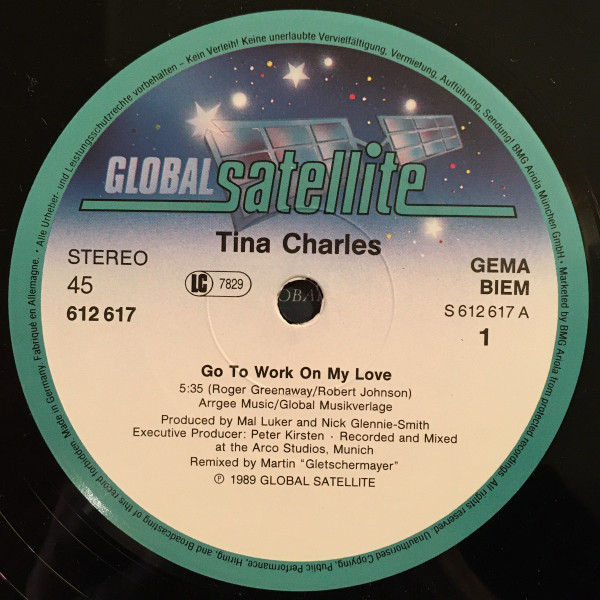 GLOBAL satellite
Tina Charles
STEREO
45
612 617
LC 7829
GEMA
BIEM
S 612 617 A
1
Go To Work On My Love
5:35 (Roger Greenaway/Robert Johnson)
Arrgee Music/Global Musikverlage
Produced by Mal Luker and Nick Glennie-Smith
Executive Producer: Peter Kirsten · Recorded and Mixed
at the Arco Studios, Munich
Remixed by Martin "Gletschermayer"
℗ 1989 GLOBAL SATELLITE
· Alle Urheber- und Leistungsschutzrechte vorbehalten – Kein Verleih! Keine unerlaubte Vervielfältigung, Vermietung, Aufführung, Sendung! BMG Ariola München GmbH · Marketed by BMG Ariola from protected recordings. All rights reserved. Unauthorised Copying, Public Performance, Hiring, and Broadcasting of this record forbidden. Made in Germany. Fabriqué en Allemagne.